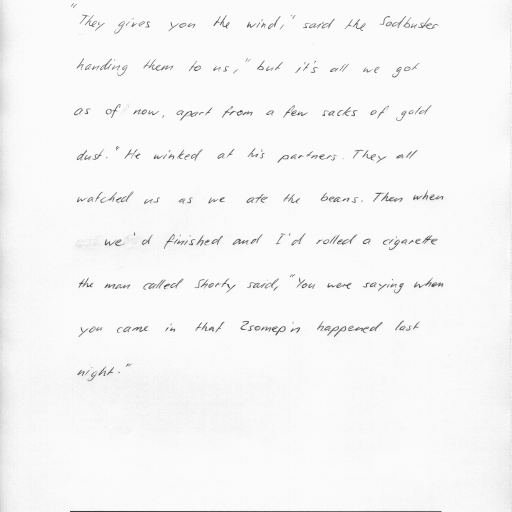 "They gives you the wind," said the Sodbuster
handing them to us," but it's all we got
as of now, apart from a few sacks of gold
dust." He winked at his partners. They all
watched us as we ate the beans. Then when
we'd finished and I'd rolled a cigarette
the man called Shorty said, "You were saying when
you came in that 2somep'n happened last
night."